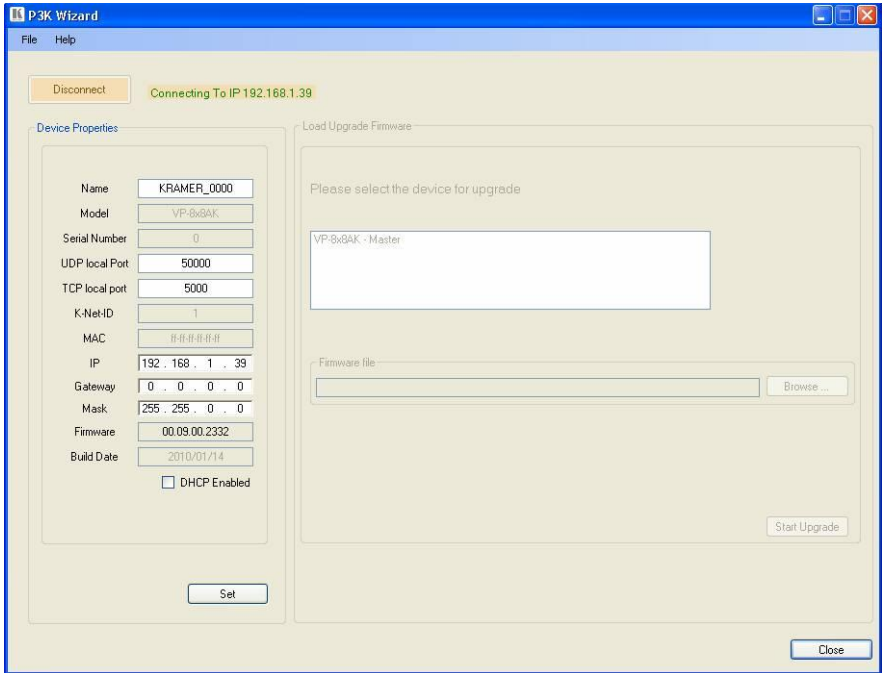 P3K Wizard
File Help
Disconnect
Connecting To IP 192.168.1.39
Device Properties
Name KRAMER_0000
Model VP-8x8AK
Serial Number 0
UDP local Port 50000
TCP local port 5000
K-Net-ID 1
MAC ff-ff-ff-ff-ff-ff
IP 192 . 168 . 1 . 39
Gateway 0 . 0 . 0 . 0
Mask 255 . 255 . 0 . 0
Firmware 00.09.00.2332
Build Date 2010/01/14
DHCP Enabled
Set
Load Upgrade Firmware
Please select the device for upgrade
VP-8x8AK - Master
Firmware file
Browse ...
Start Upgrade
Close